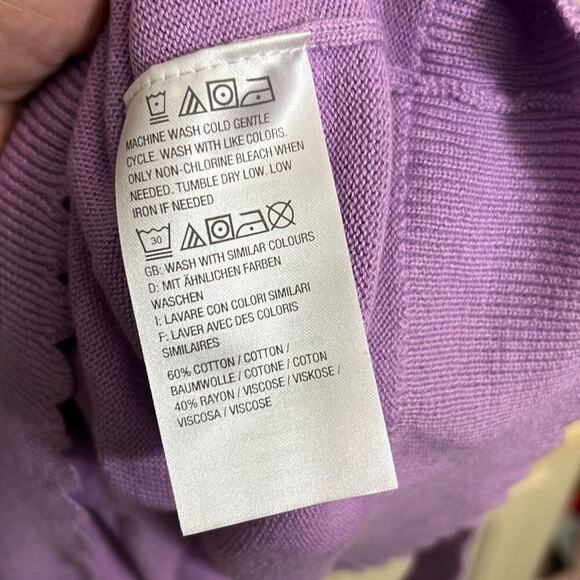 MACHINE WASH COLD GENTLE
CYCLE. WASH WITH LIKE COLORS.
ONLY NON-CHLORINE BLEACH WHEN
NEEDED. TUMBLE DRY LOW. LOW
IRON IF NEEDED
30
GB: WASH WITH SIMILAR COLOURS
D: MIT ÄHNLICHEN FARBEN
WASCHEN
I: LAVARE CON COLORI SIMILARI
F: LAVER AVEC DES COLORIS
SIMILAIRES
60% COTTON / COTTON /
BAUMWOLLE / COTONE / COTON
40% RAYON / VISCOSE / VISKOSE /
VISCOSA / VISCOSE